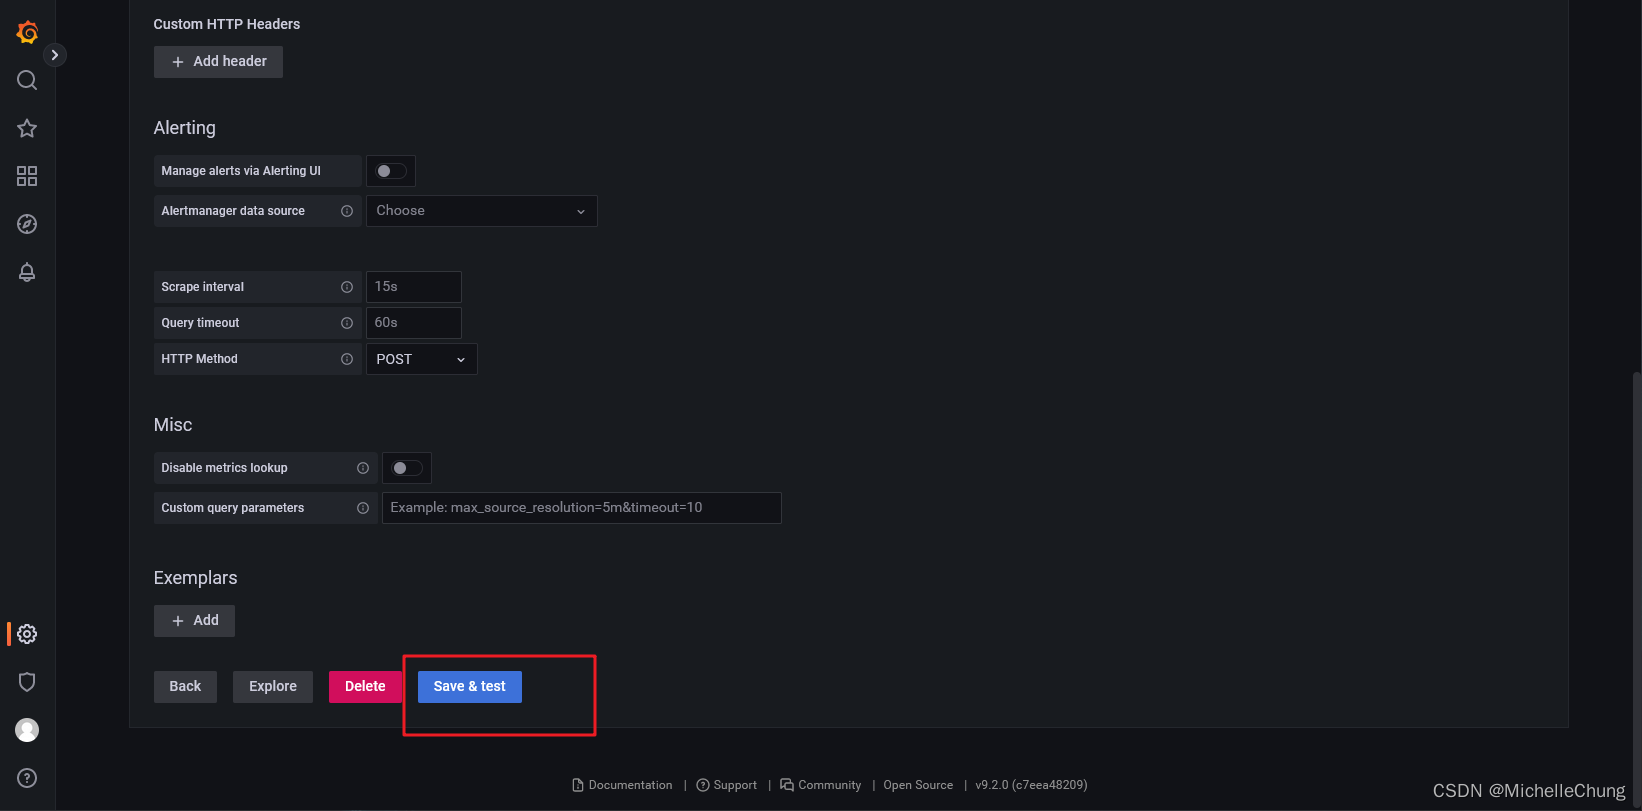 Custom HTTP Headers
Add header
Alerting
Manage alerts via Alerting UI
Alertmanager data source Choose
Scrape interval 15s
Query timeout 60s
HTTP Method POST
Misc
Disable metrics lookup
Custom query parameters Example: max_source_resolution=5m&timeout=10
Exemplars
Add
Back Explore Delete Save & test
Documentation | Support | Community | Open Source | v9.2.0 (c7eea48209)
CSDN @MichelleChung